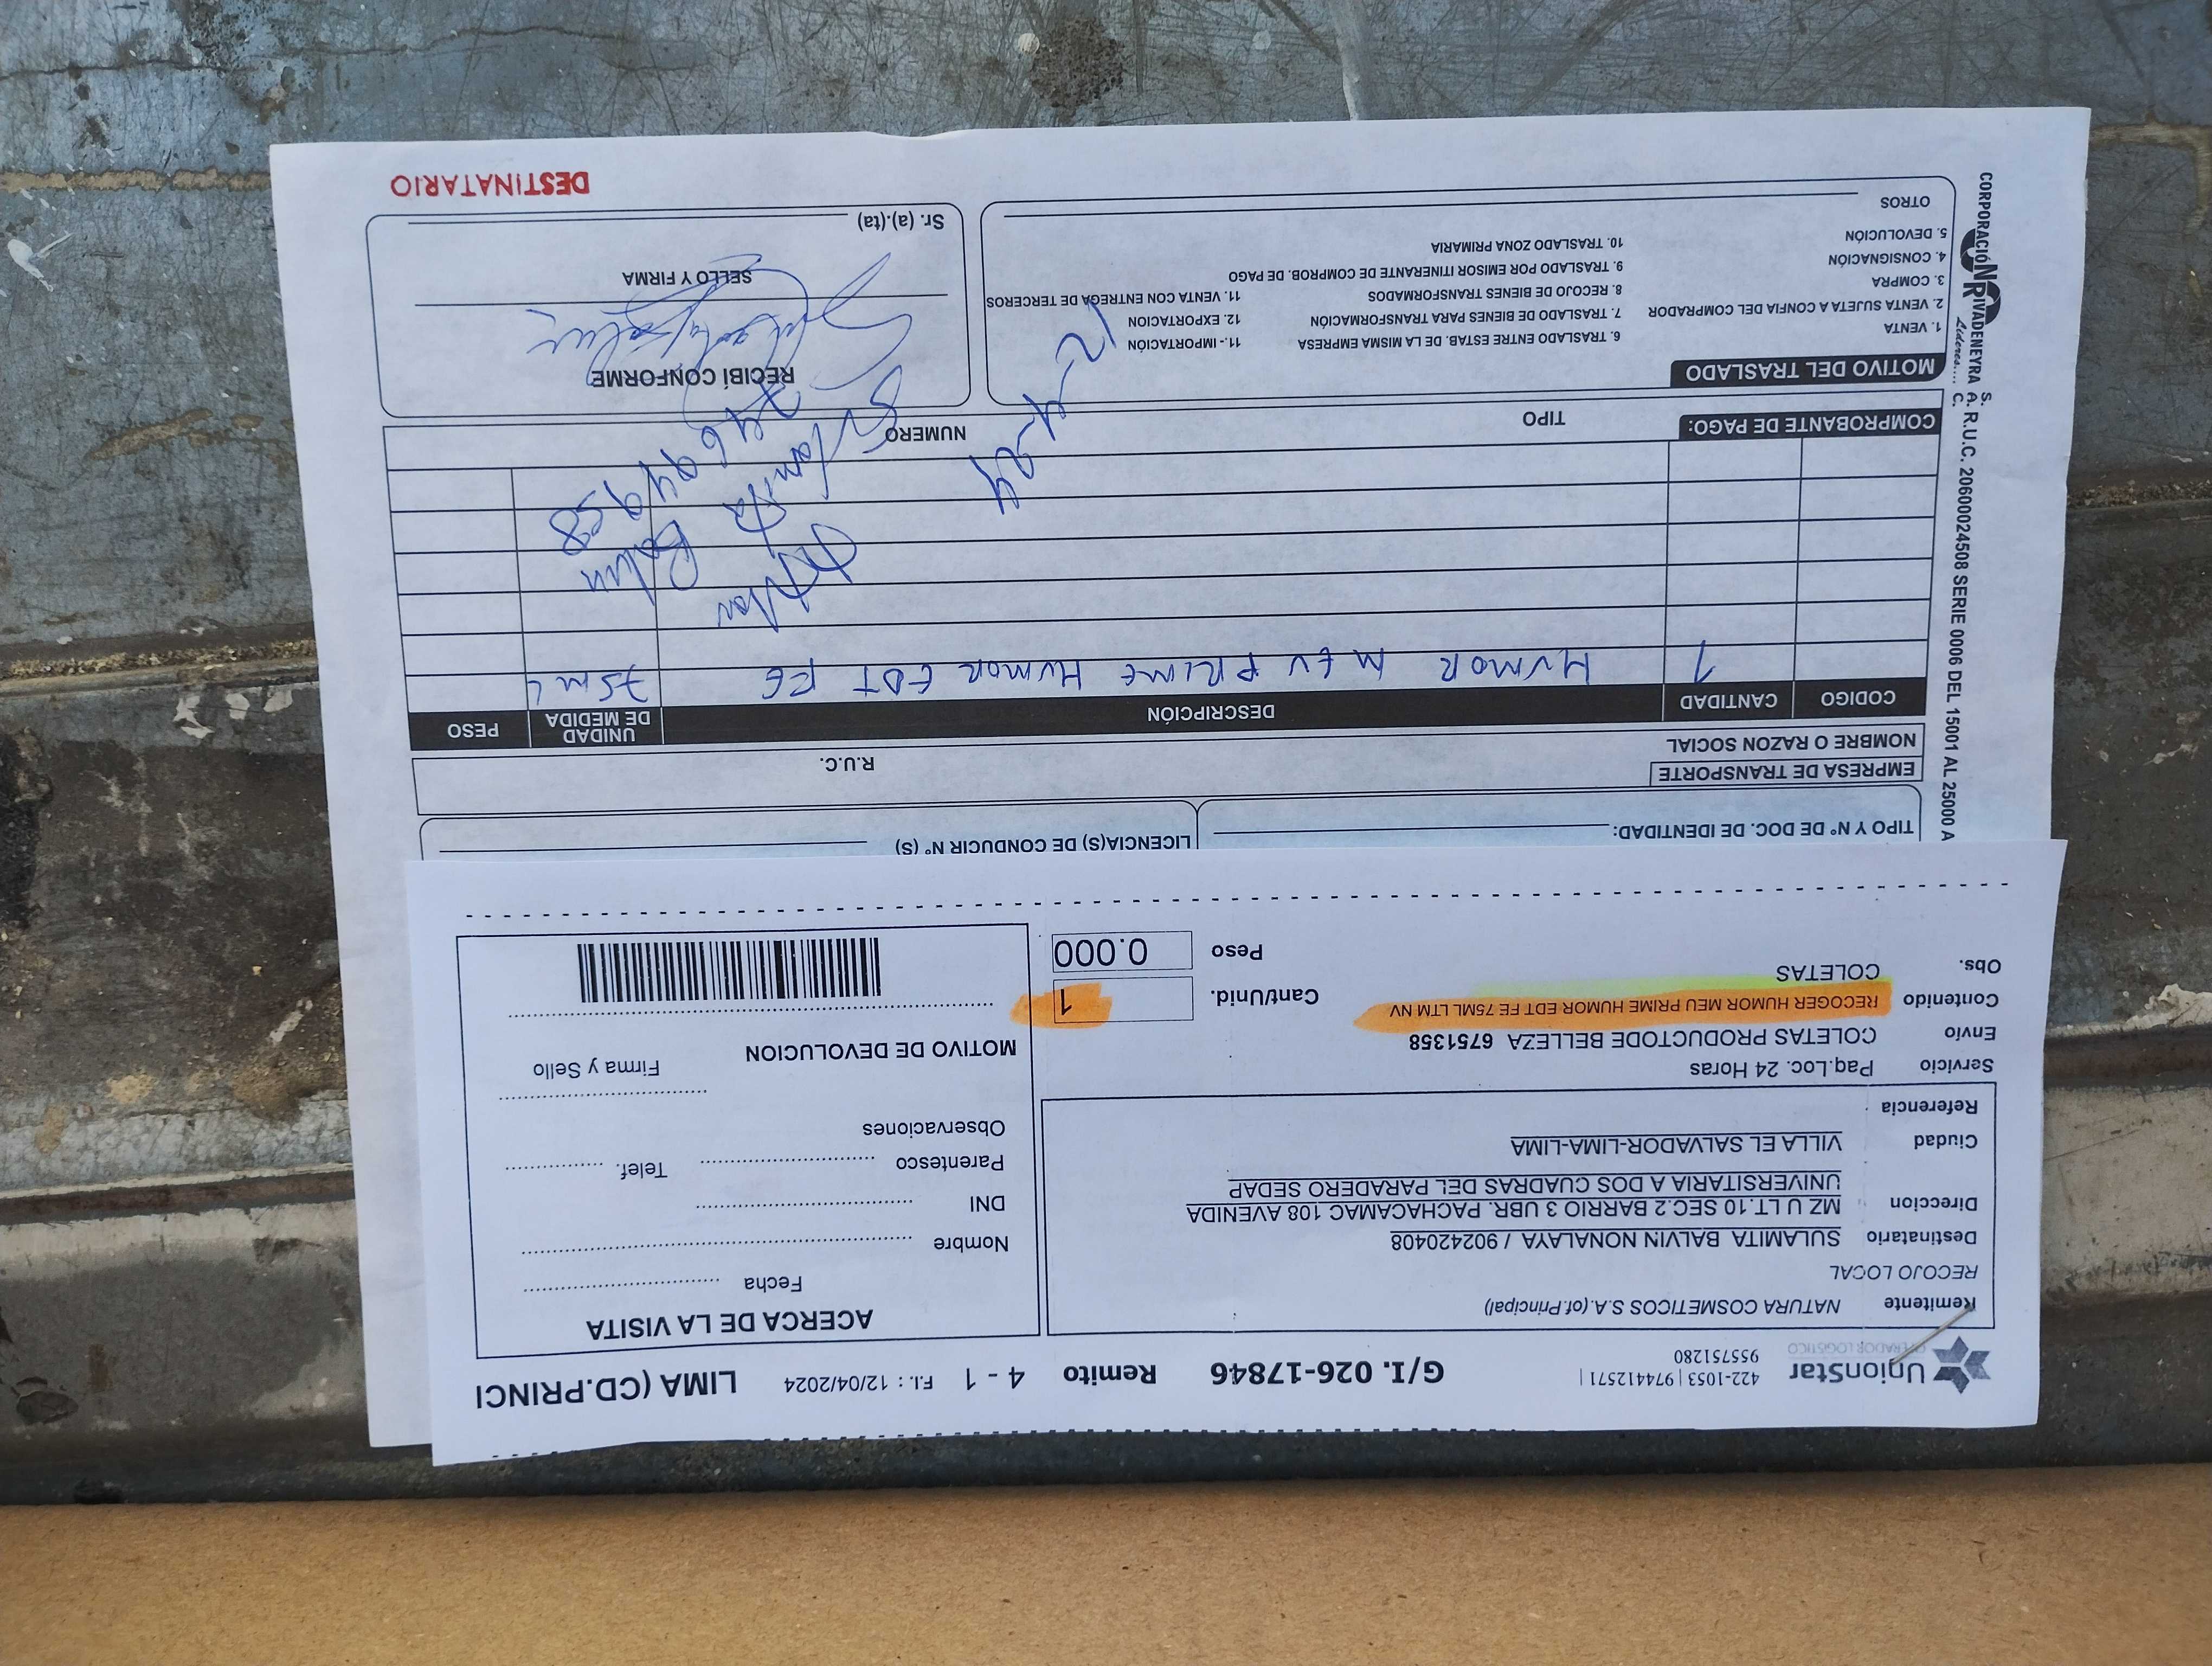 UnionStar
OPERADOR LOGISTICO
422-1053 | 974412571 |
955751280
G/I. 026-17846 Remito 4 - 1 F.I. : 12/04/2024 LIMA (CD.PRINCI
Remitente NATURA COSMETICOS S.A.(of.Principal)
RECOJO LOCAL
Destinatario SULAMITA BALVIN NONALAYA / 902420408
Direccion MZ U LT.10 SEC.2 BARRIO 3 UBR. PACHACAMAC 108 AVENIDA
UNIVERSITARIA A DOS CUADRAS DEL PARADERO SEDAP
Ciudad VILLA EL SALVADOR-LIMA-LIMA
Referencia
Servicio Paq.Loc. 24 Horas
Envio COLETAS PRODUCTODE BELLEZA 6751358
Contenido RECOGER HUMOR MEU PRIME HUMOR EDT FE 75ML LTM NV
Obs. COLETAS
Cant/Unid. 1
Peso 0.000
ACERCA DE LA VISITA
Fecha
Nombre
DNI
Parentesco Telef.
Observaciones
Firma y Sello
MOTIVO DE DEVOLUCION
TIPO Y Nº DE DOC. DE IDENTIDAD:
LICENCIA(S)(S) DE CONDUCIR Nº (S)
EMPRESA DE TRANSPORTE
NOMBRE O RAZON SOCIAL
R.U.C.
CODIGO CANTIDAD DESCRIPCIÓN UNIDAD DE MEDIDA PESO
1 HUMOR MEU PRIME HUMOR EDT FE 75ML
Balvin
12-4-24
COMPROBANTE DE PAGO: TIPO NUMERO
MOTIVO DEL TRASLADO
1. VENTA
2. VENTA SUJETA A CONFIA DEL COMPRADOR
3. COMPRA
4. CONSIGNACIÓN
5. DEVOLUCIÓN
OTROS
6. TRASLADO ENTRE ESTAB. DE LA MISMA EMPRESA
7. TRASLADO DE BIENES PARA TRANSFORMACIÓN
8. RECOJO DE BIENES TRANSFORMADOS
9. TRASLADO POR EMISOR ITINERANTE DE COMPROB. DE PAGO
10. TRASLADO ZONA PRIMARIA
11.- IMPORTACIÓN
12. EXPORTACION
11. VENTA CON ENTREGA DE TERCEROS
RECIBÍ CONFORME
SELLO Y FIRMA
Sr. (a).(ta)
DESTINATARIO
CORPORACIÓN RIVADENEYRA S.A.C.
Lideres....
R.U.C. 20600024508 SERIE 0006 DEL 15001 AL 25000 A